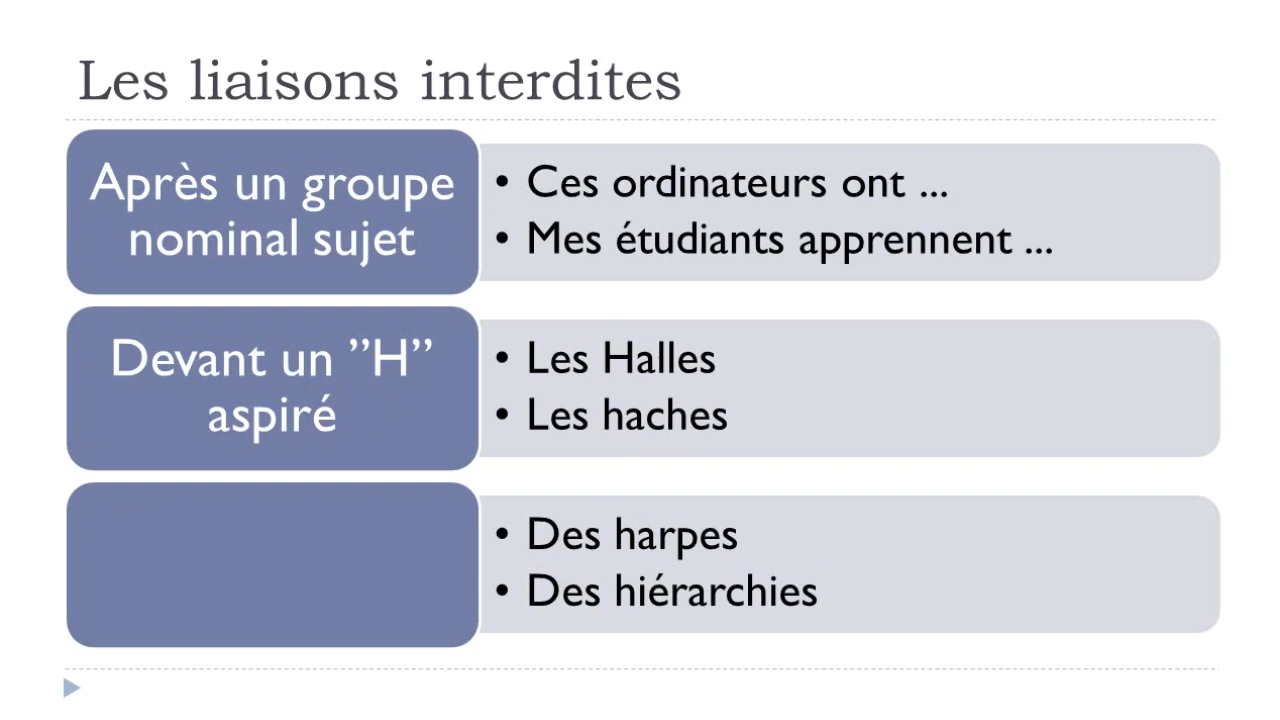 Les liaisons interdites
Après un groupe
nominal sujet
• Ces ordinateurs ont ...
• Mes étudiants apprennent ...
Devant un ”H”
aspiré
• Les Halles
• Les haches
• Des harpes
• Des hiérarchies